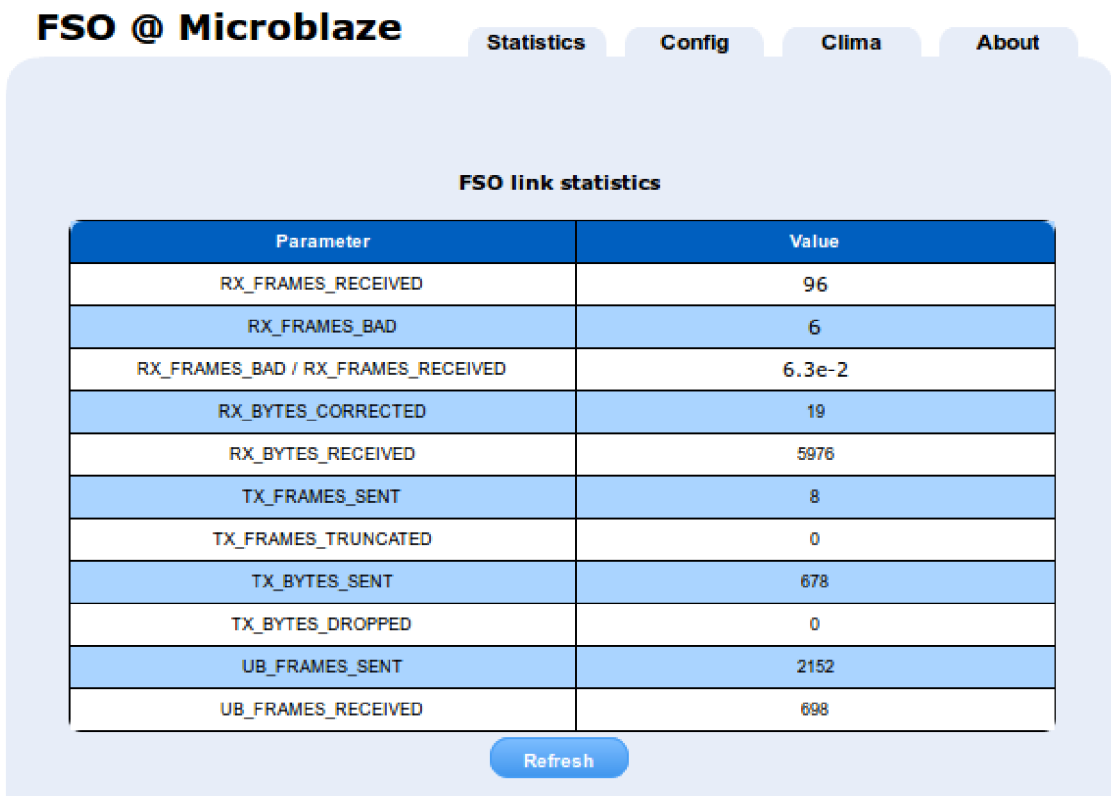 FSO @ Microblaze
Statistics Config Clima About
FSO link statistics
Parameter Value
RX_FRAMES_RECEIVED 96
RX_FRAMES_BAD 6
RX_FRAMES_BAD / RX_FRAMES_RECEIVED 6.3e-2
RX_BYTES_CORRECTED 19
RX_BYTES_RECEIVED 5976
TX_FRAMES_SENT 8
TX_FRAMES_TRUNCATED 0
TX_BYTES_SENT 678
TX_BYTES_DROPPED 0
UB_FRAMES_SENT 2152
UB_FRAMES_RECEIVED 698
Refresh